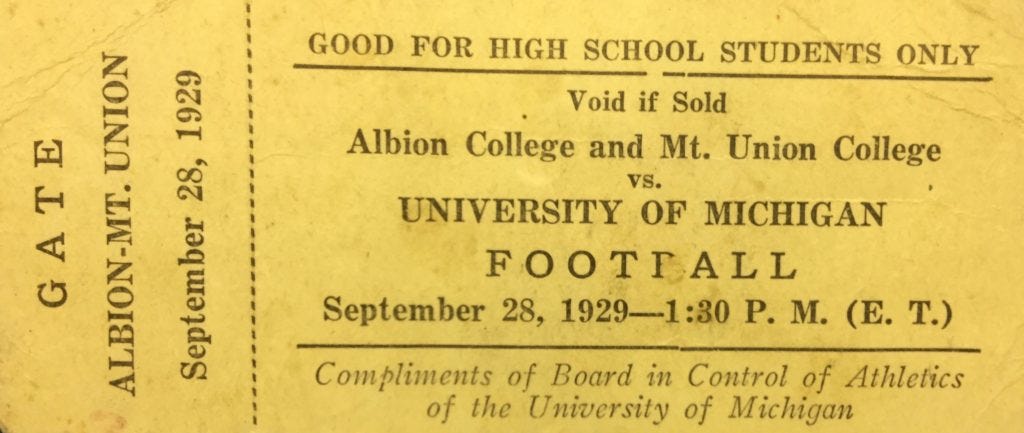 GATE
ALBION-MT. UNION
September 28, 1929
GOOD FOR HIGH SCHOOL STUDENTS ONLY
Void if Sold
Albion College and Mt. Union College
vs.
UNIVERSITY OF MICHIGAN
FOOTBALL
September 28, 1929—1:30 P. M. (E. T.)
Compliments of Board in Control of Athletics
of the University of Michigan